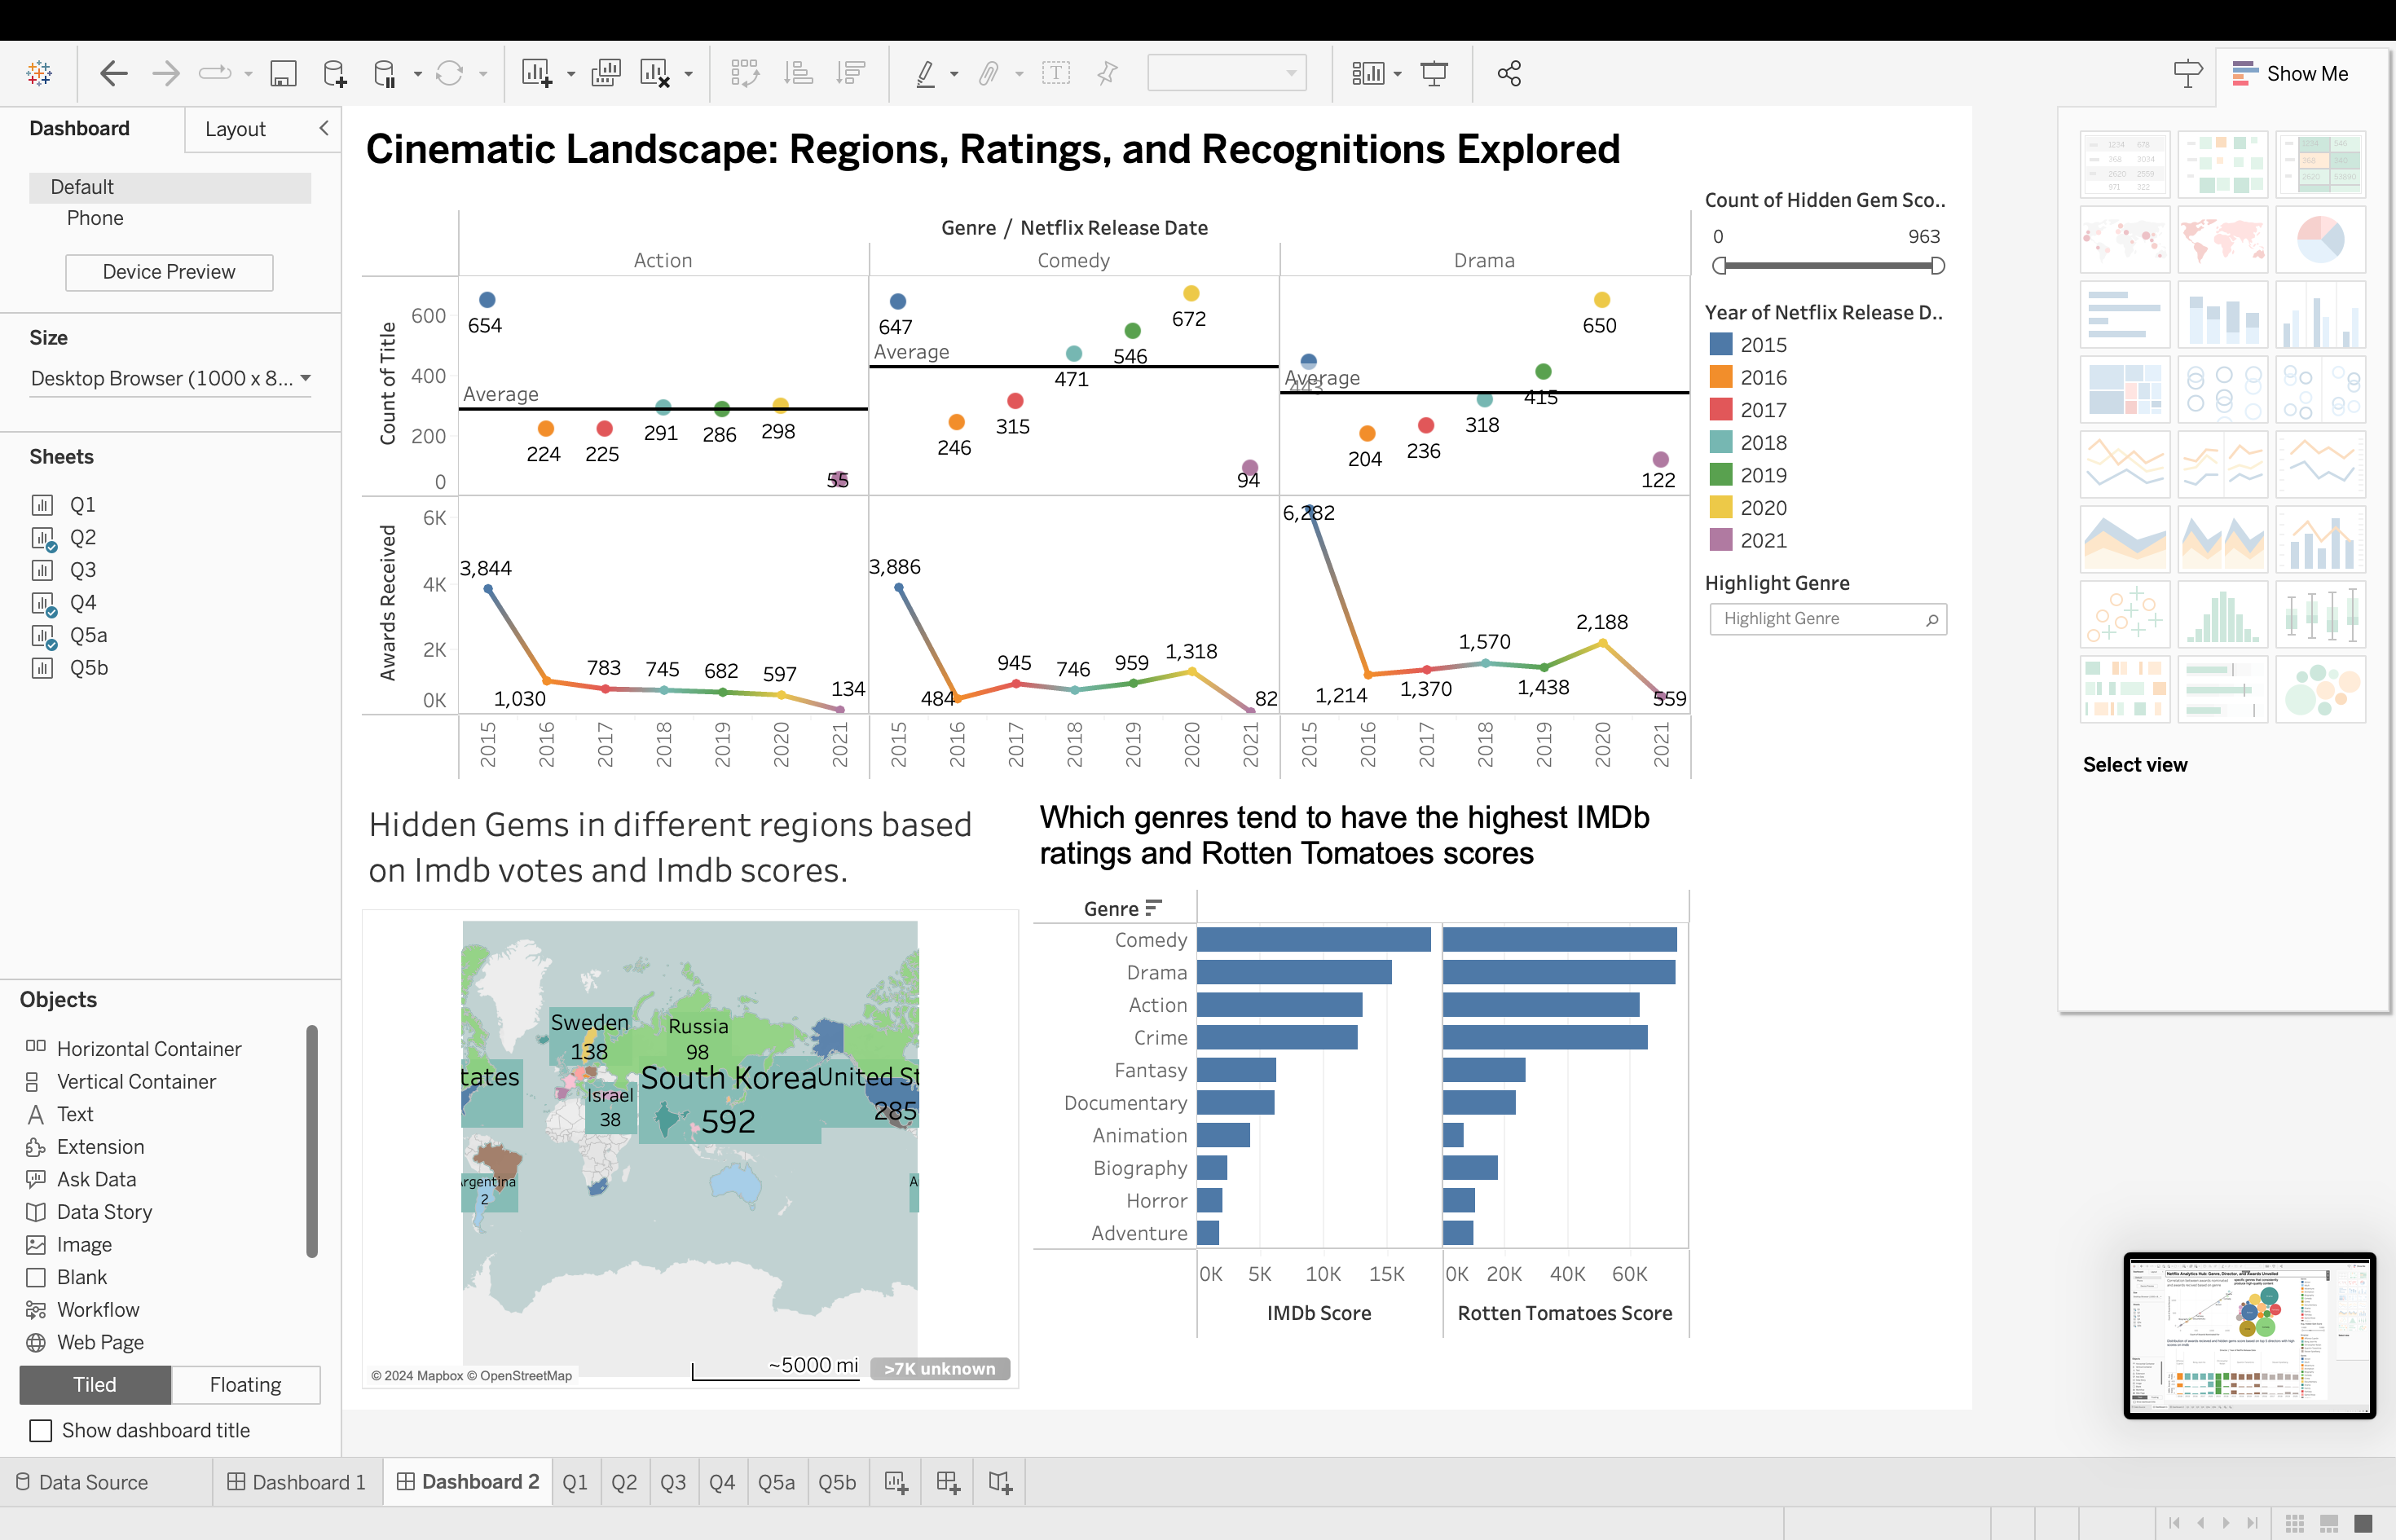 Show Me
Dashboard
Layout
Default
Phone
Device Preview
Size
Desktop Browser (1000 x 8...
Sheets
Q1
Q2
Q3
Q4
Q5a
Q5b
Objects
Horizontal Container
Vertical Container
Text
Extension
Ask Data
Data Story
Image
Blank
Workflow
Web Page
Tiled Floating
Show dashboard title
Cinematic Landscape: Regions, Ratings, and Recognitions Explored
Genre / Netflix Release Date
Action Comedy Drama
Count of Title
600
400
200
0
654
Average
224
225
291
286
298
55
647
Average
246
315
471
546
672
94
443
Average
204
236
318
415
650
122
Awards Received
6K
4K
2K
0K
3,844
1,030
783
745
682
597
134
3,886
484
945
746
959
1,318
82
6,282
1,214
1,370
1,570
1,438
2,188
559
2015 2016 2017 2018 2019 2020 2021 2015 2016 2017 2018 2019 2020 2021 2015 2016 2017 2018 2019 2020 2021
Count of Hidden Gem Sco..
0 963
Year of Netflix Release D..
2015
2016
2017
2018
2019
2020
2021
Highlight Genre
Highlight Genre
Hidden Gems in different regions based
on Imdb votes and Imdb scores.
Sweden
138
Russia
98
tates
South Korea
592
United St
285
Israel
38
rgentina
2
A
© 2024 Mapbox © OpenStreetMap
~5000 mi
>7K unknown
Which genres tend to have the highest IMDb
ratings and Rotten Tomatoes scores
Genre
Comedy
Drama
Action
Crime
Fantasy
Documentary
Animation
Biography
Horror
Adventure
0K 5K 10K 15K 0K 20K 40K 60K
IMDb Score Rotten Tomatoes Score
Select view
Data Source Dashboard 1 Dashboard 2 Q1 Q2 Q3 Q4 Q5a Q5b